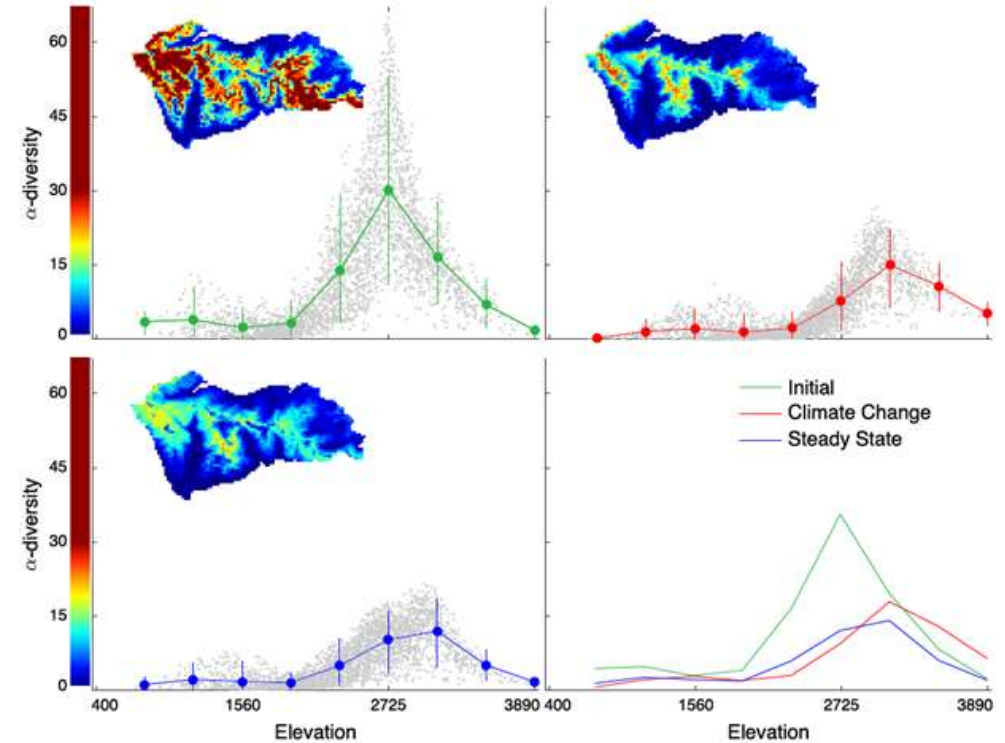 60
45
30
15
0
α-diversity
60
45
30
15
0
α-diversity
Initial
Climate Change
Steady State
400 1560 2725 3890
Elevation
400 1560 2725 3890
Elevation